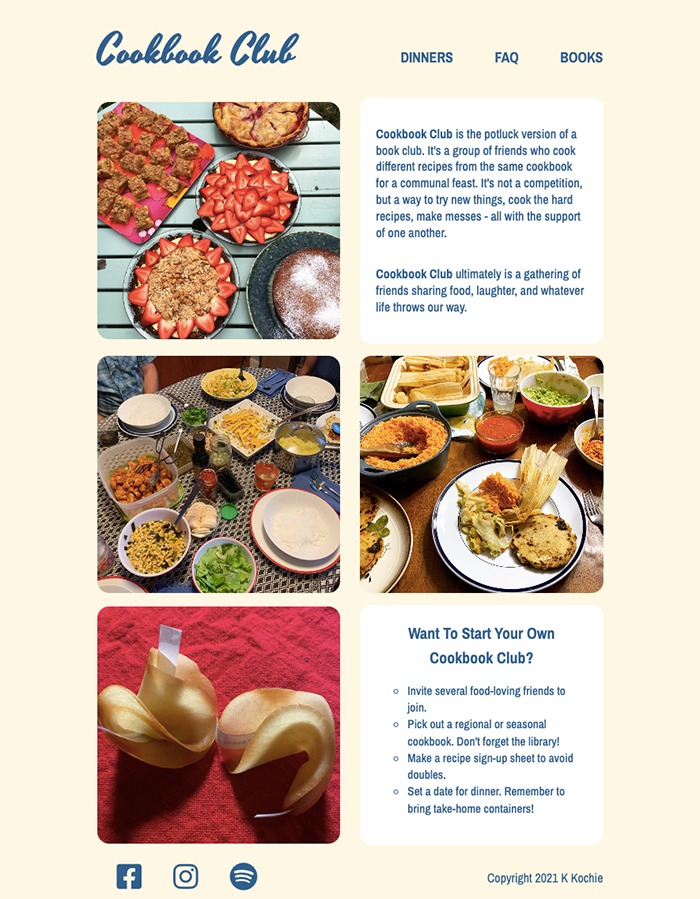 Cookbook Club
DINNERS FAQ BOOKS
Cookbook Club is the potluck version of a
book club. It's a group of friends who cook
different recipes from the same cookbook
for a communal feast. It's not a competition,
but a way to try new things, cook the hard
recipes, make messes - all with the support
of one another.
Cookbook Club ultimately is a gathering of
friends sharing food, laughter, and whatever
life throws our way.
Want To Start Your Own
Cookbook Club?
Invite several food-loving friends to
join.
Pick out a regional or seasonal
cookbook. Don't forget the library!
Make a recipe sign-up sheet to avoid
doubles.
Set a date for dinner. Remember to
bring take-home containers!
Copyright 2021 K Kochie